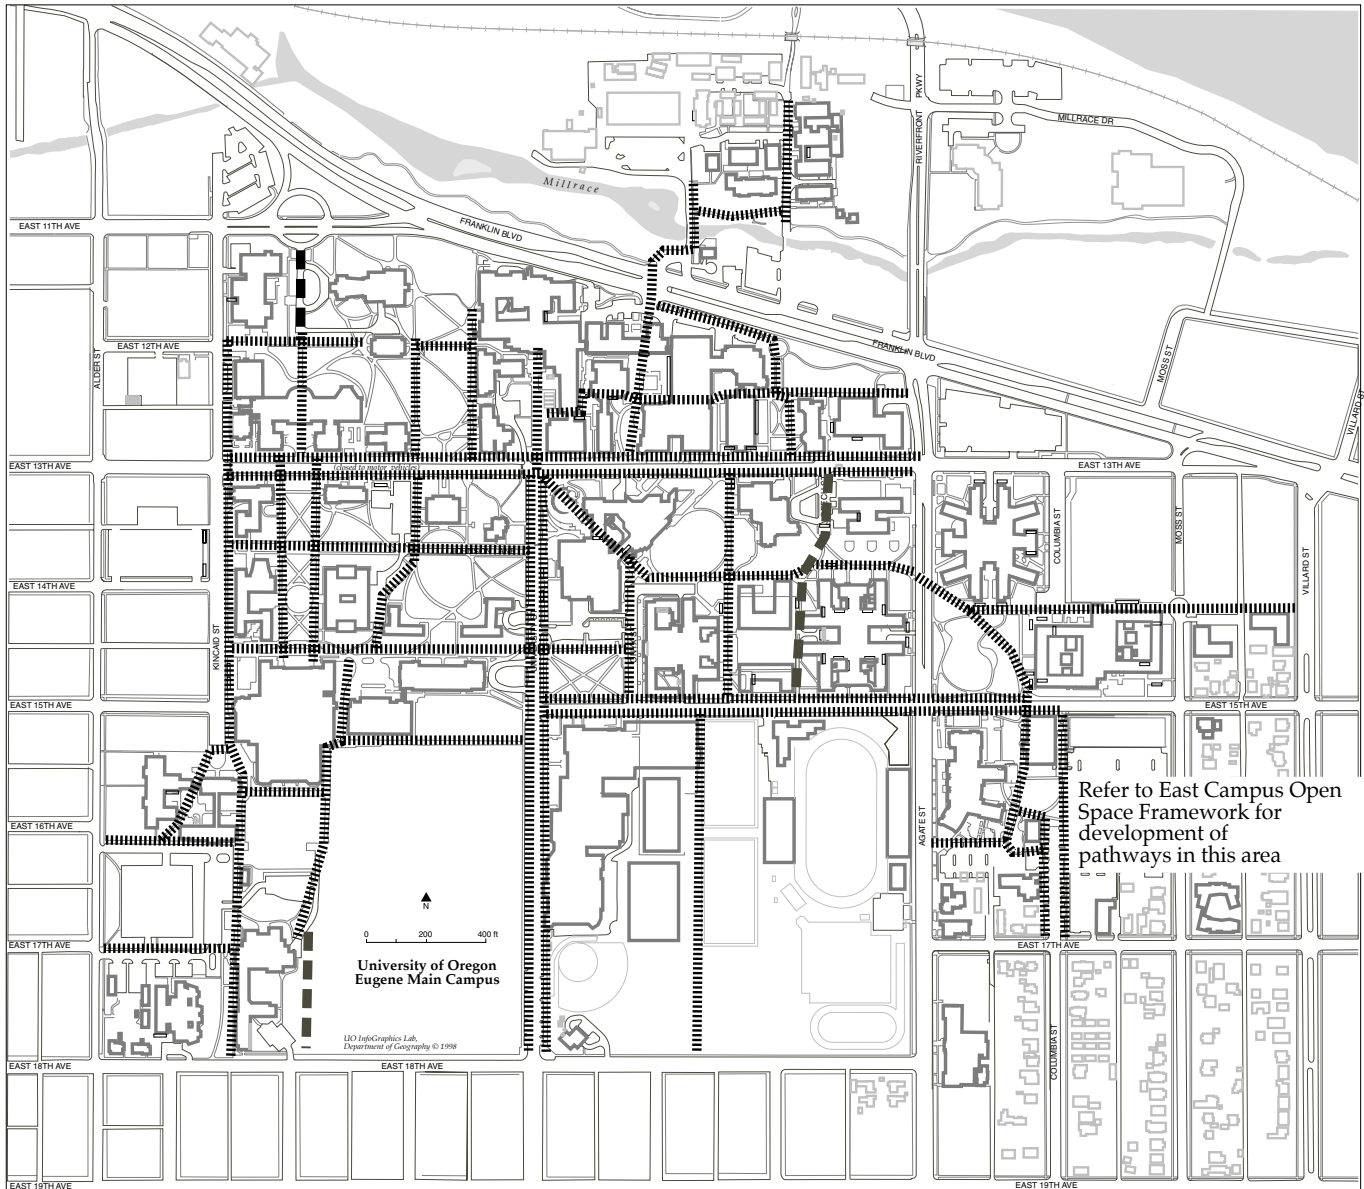 RIVERFRONT PKWY
MILLRACE DR
Millrace
EAST 11TH AVE
FRANKLIN BLVD
EAST 12TH AVE
ALDER ST
FRANKLIN BLVD
MOSS ST
VILLARD ST
EAST 13TH AVE
(closed to motor vehicles)
EAST 13TH AVE
COLUMBIA ST
MOSS ST
VILLARD ST
EAST 14TH AVE
KINCAID ST
EAST 15TH AVE
EAST 15TH AVE
Refer to East Campus Open
Space Framework for
development of
pathways in this area
EAST 16TH AVE
AGATE ST
N
0 200 400 ft
EAST 17TH AVE
EAST 17TH AVE
University of Oregon
Eugene Main Campus
UO InfoGraphics Lab,
Department of Geography © 1998
COLUMBIA ST
EAST 18TH AVE
EAST 18TH AVE
EAST 19TH AVE
EAST 19TH AVE